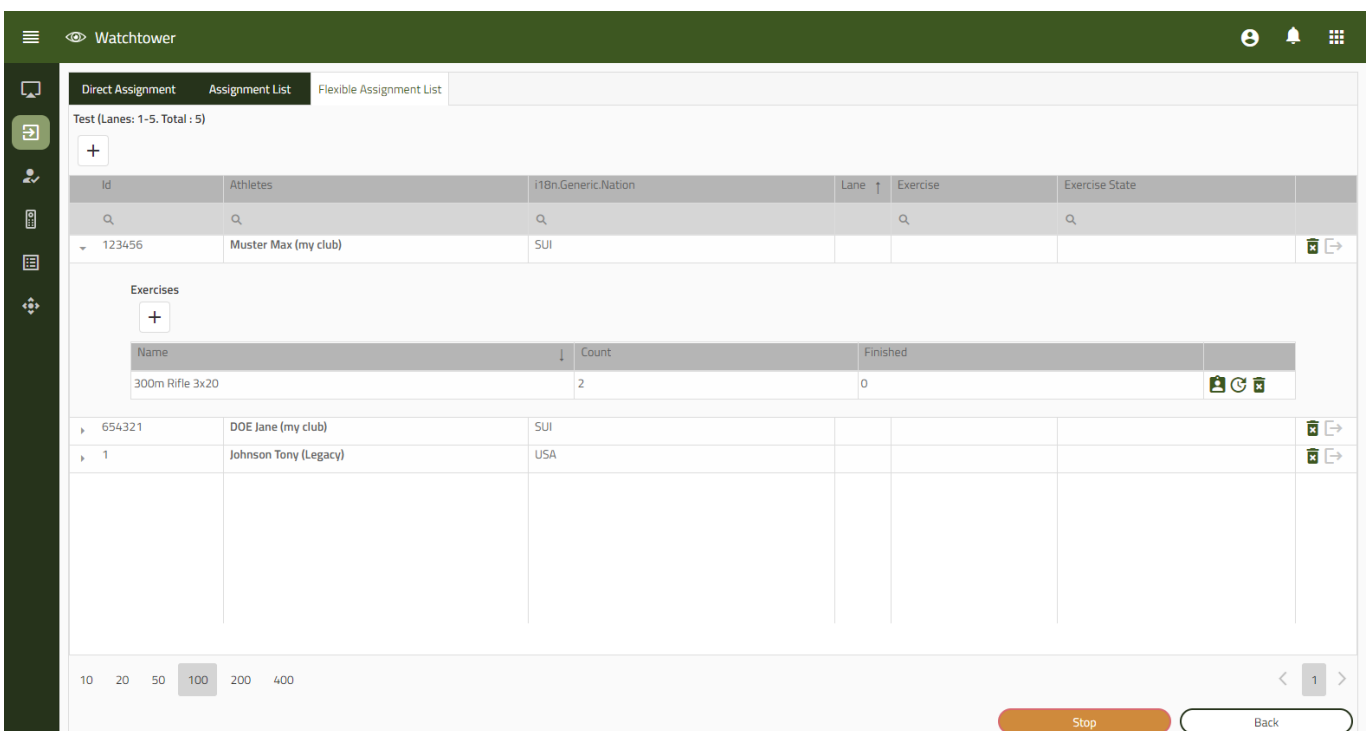 Watchtower
Direct Assignment Assignment List Flexible Assignment List
Test (Lanes: 1-5. Total : 5)
+
Id Athletes i18n.Generic.Nation Lane ↑ Exercise Exercise State
123456 Muster Max (my club) SUI
Exercises
+
Name ↓ Count Finished
300m Rifle 3x20 2 0
654321 DOE Jane (my club) SUI
1 Johnson Tony (Legacy) USA
10 20 50 100 200 400 < 1 >
Stop Back